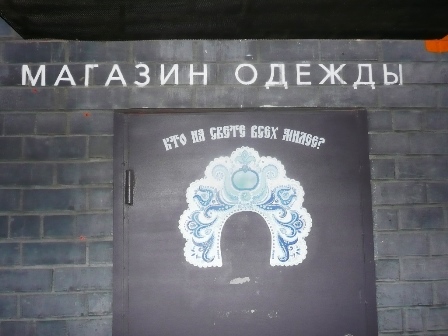 МАГАЗИН ОДЕЖДЫ
КТО НА СВЕТЕ ВСЕХ МИЛЕЕ?